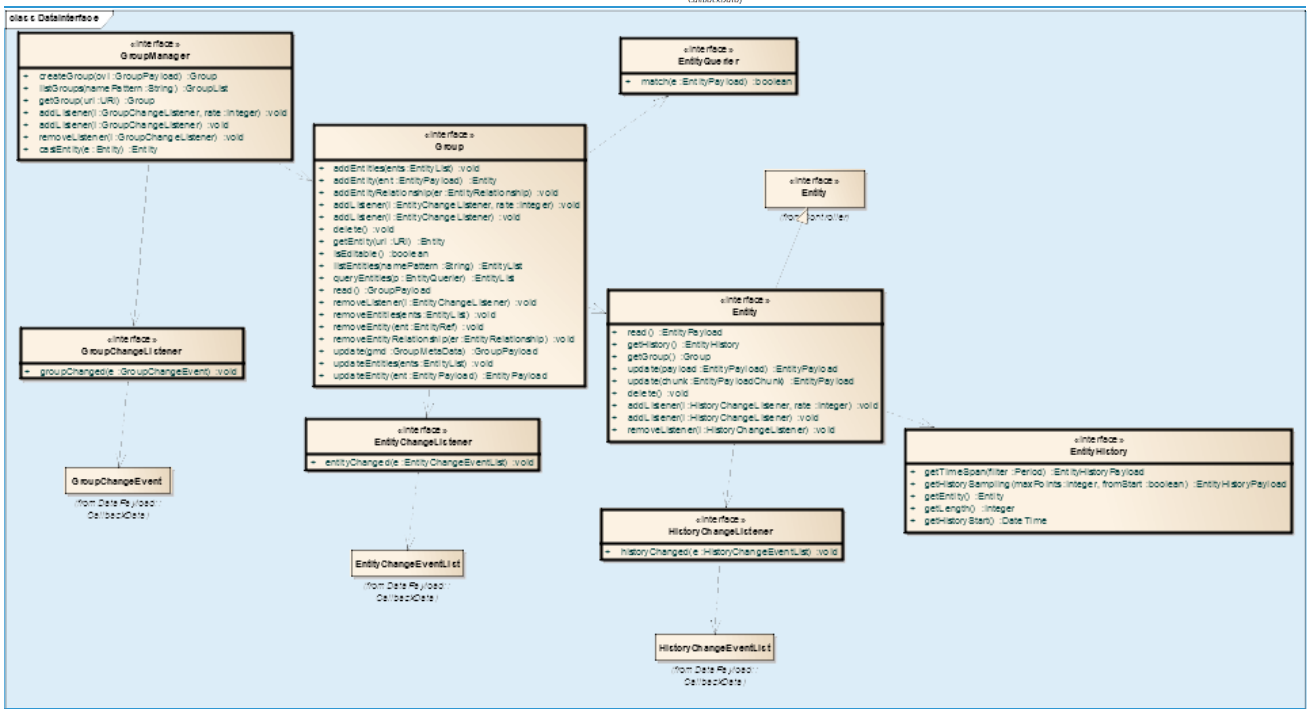 class DataInterface
«interface»
GroupManager
+ createGroup(ovi :GroupPayload) :Group
+ listGroups(namePattern :String) :GroupList
+ getGroup(uri :URI) :Group
+ addListener(l :GroupChangeListener, rate :Integer) :void
+ addListener(l :GroupChangeListener) :void
+ removeListener(l :GroupChangeListener) :void
+ castEntity(e :Entity) :Entity
«interface»
EntityQuerier
+ match(e :EntityPayload) :boolean
«interface»
Group
+ addEntities(ents :EntityList) :void
+ addEntity(ent :EntityPayload) :Entity
+ addEntityRelationship(er :EntityRelationship) :void
+ addListener(l :EntityChangeListener, rate :Integer) :void
+ addListener(l :EntityChangeListener) :void
+ delete() :void
+ getEntity(uri :URI) :Entity
+ isEditable() :boolean
+ listEntities(namePattern :String) :EntityList
+ queryEntities(p :EntityQuerier) :EntityList
+ read() :GroupPayload
+ removeListener(l :EntityChangeListener) :void
+ removeEntities(ents :EntityList) :void
+ removeEntity(ent :EntityRef) :void
+ removeEntityRelationship(er :EntityRelationship) :void
+ update(gmd :GroupMetaData) :GroupPayload
+ updateEntities(ents :EntityList) :void
+ updateEntity(ent :EntityPayload) :EntityPayload
«interface»
Entity
(from Controller)
«interface»
Entity
+ read() :EntityPayload
+ getHistory() :EntityHistory
+ getGroup() :Group
+ update(payload :EntityPayload) :EntityPayload
+ update(chunk :EntityPayloadChunk) :EntityPayload
+ delete() :void
+ addListener(l :HistoryChangeListener, rate :Integer) :void
+ addListener(l :HistoryChangeListener) :void
+ removeListener(l :HistoryChangeListener) :void
«interface»
GroupChangeListener
+ groupChanged(e :GroupChangeEvent) :void
«interface»
EntityChangeListener
+ entityChanged(e :EntityChangeEventList) :void
«interface»
EntityHistory
+ getTimeSpan(filter :Period) :EntityHistoryPayload
+ getHistorySampling(maxPoints :Integer, fromStart :boolean) :EntityHistoryPayload
+ getEntity() :Entity
+ getLength() :Integer
+ getHistoryStart() :DateTime
GroupChangeEvent
(from DataPayload::
CallbackData)
«interface»
HistoryChangeListener
+ historyChanged(e :HistoryChangeEventList) :void
EntityChangeEventList
(from DataPayload::
CallbackData)
HistoryChangeEventList
(from DataPayload::
CallbackData)